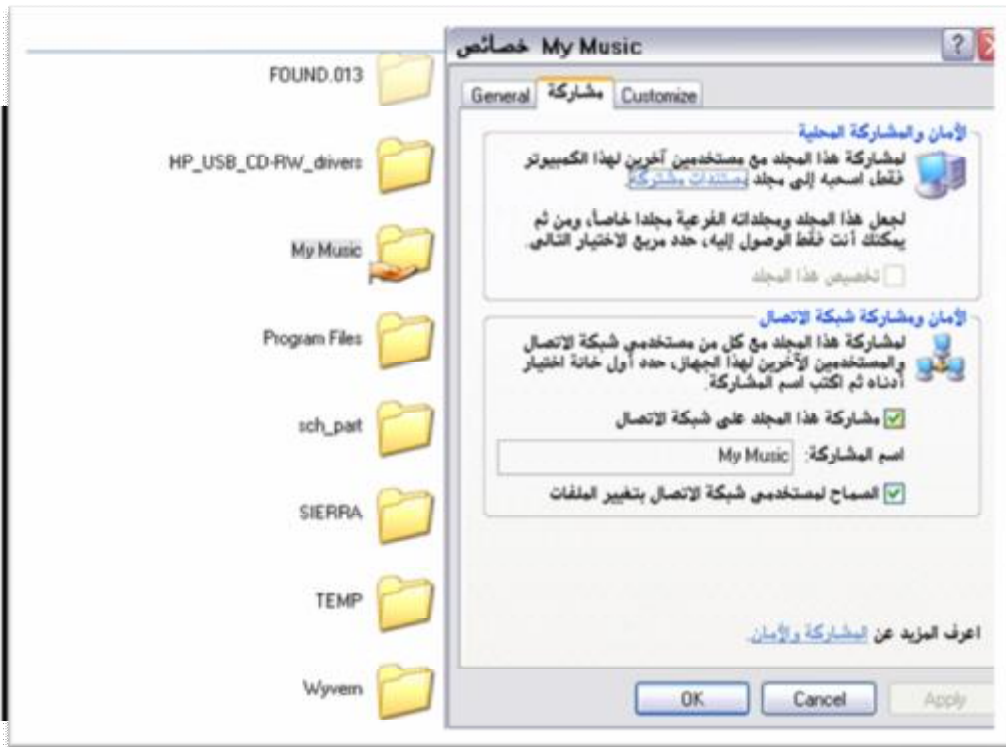 FOUND.013
HP_USB_CD-RW_drivers
My Music
Program Files
sch_part
SIERRA
TEMP
Wyvern
خصائص My Music
General مشاركة Customize
الأمان والمشاركة المحلية
لمشاركة هذا المجلد مع مستخدمين آخرين لهذا الكمبيوتر
فقط، اسحبه إلى مجلد مستندات مشتركة.
لجعل هذا المجلد ومجلداته الفرعية مجلدا خاصاً، ومن ثم
يمكنك أنت فقط الوصول إليه، حدد مربع الاختيار التالي.
تخصيص هذا المجلد
الأمان ومشاركة شبكة الاتصال
لمشاركة هذا المجلد مع كل من مستخدمي شبكة الاتصال
والمستخدمين الآخرين لهذا الجهاز، حدد أول خانة اختيار
أدناه ثم اكتب اسم المشاركة.
مشاركة هذا المجلد على شبكة الاتصال
اسم المشاركة: My Music
السماح لمستخدمي شبكة الاتصال بتغيير الملفات
اعرف المزيد عن المشاركة والأمان.
OK Cancel Apply